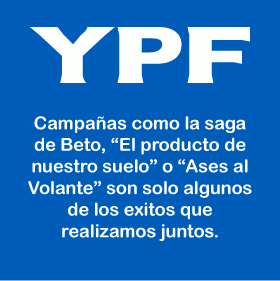 YPF
Campañas como la saga
de Beto, “El producto de
nuestro suelo” o “Ases al
Volante” son solo algunos
de los exitos que
realizamos juntos.